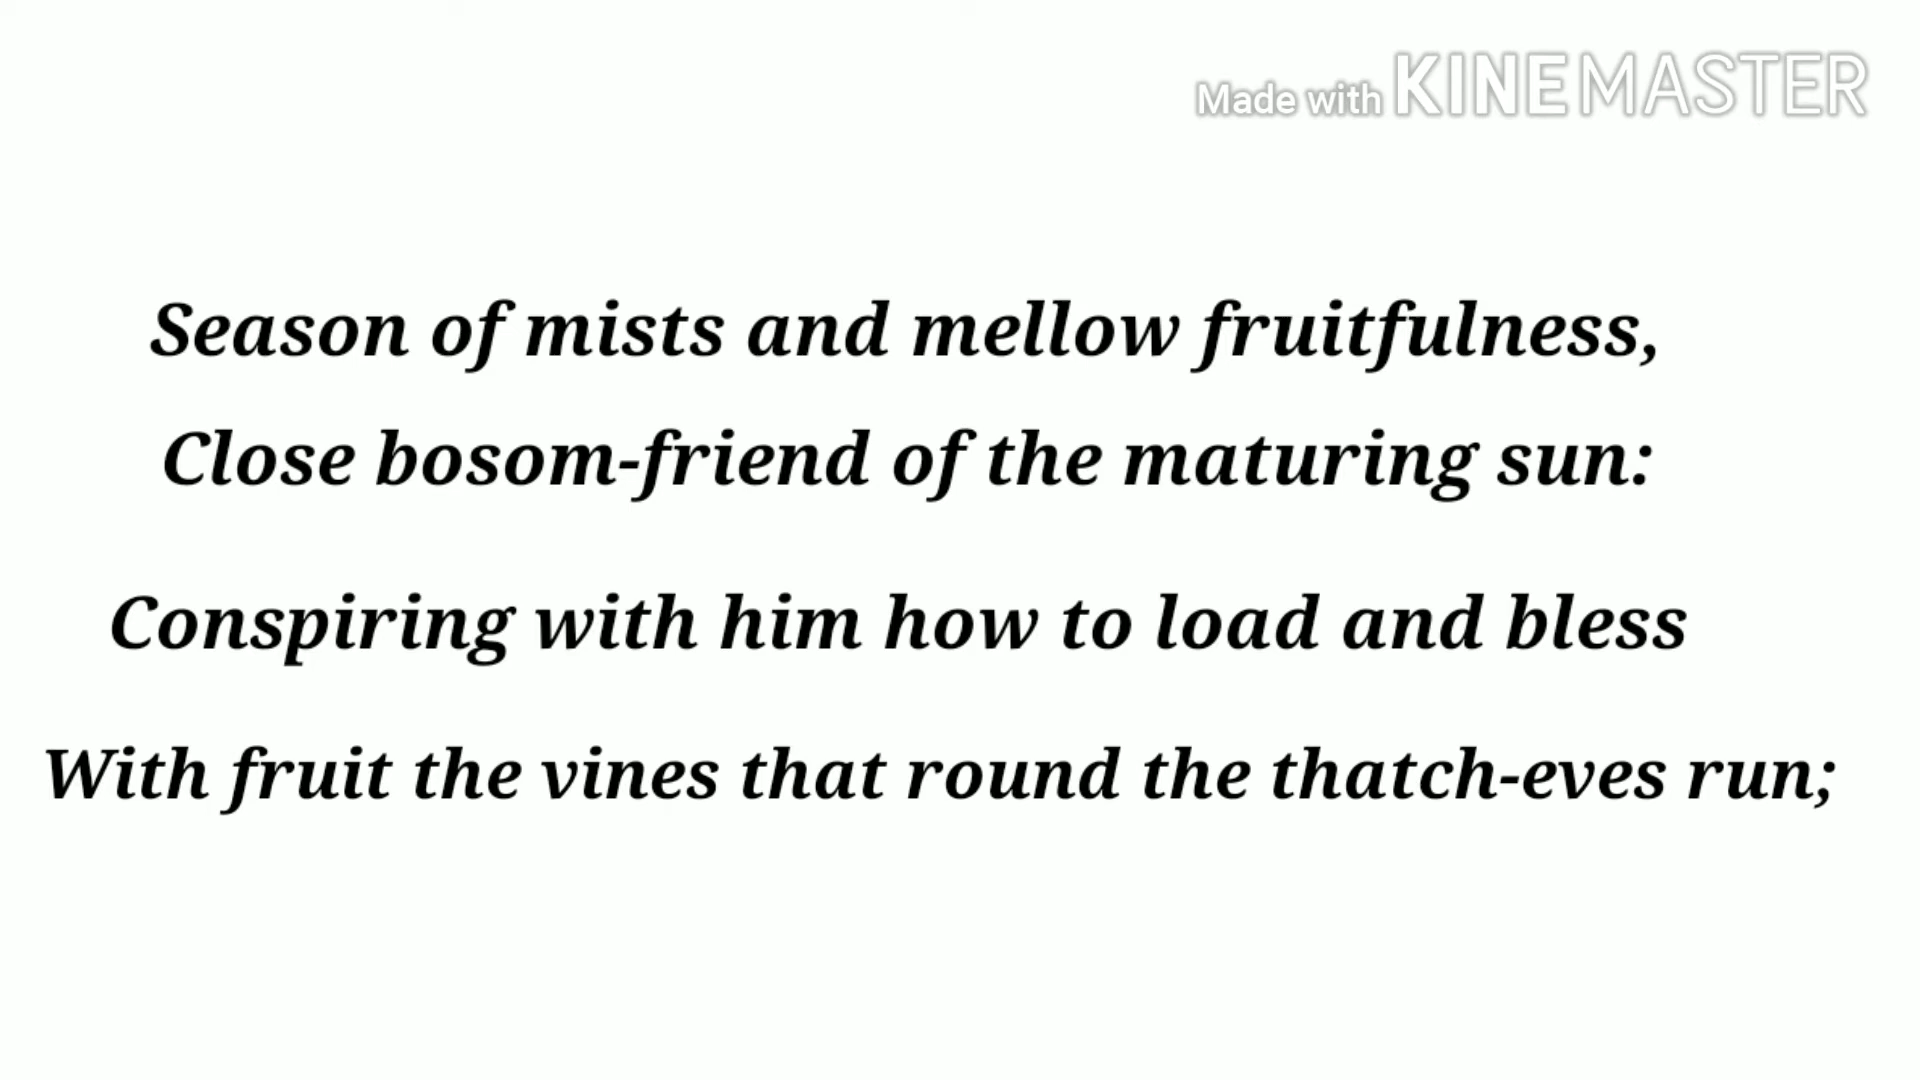 Made with KINEMASTER
Season of mists and mellow fruitfulness,
Close bosom-friend of the maturing sun:
Conspiring with him how to load and bless
With fruit the vines that round the thatch-eves run;